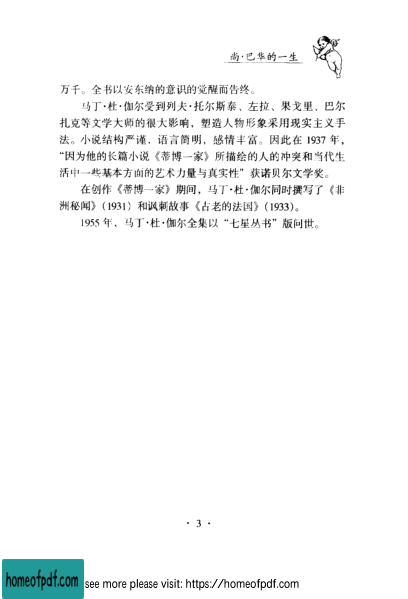 尚·巴华的一生
万千。全书以安东纳的意识的觉醒而告终。
马丁·杜·伽尔受到列夫·托尔斯泰、左拉、果戈里、巴尔
扎克等文学大师的很大影响，塑造人物形象采用现实主义手
法。小说结构严谨，语言简明，感情丰富。因此在 1937 年，
“因为他的长篇小说《蒂博一家》所描绘的人的冲突和当代生
活中一些基本方面的艺术力量与真实性”获诺贝尔文学奖。
在创作《蒂博一家》期间，马丁·杜·伽尔同时撰写了《非
洲秘闻》(1931) 和讽刺故事《古老的法国》(1933)。
1955 年，马丁·杜·伽尔全集以“七星丛书”版问世。
· 3 ·
homeofpdf.com see more please visit: https://homeofpdf.com